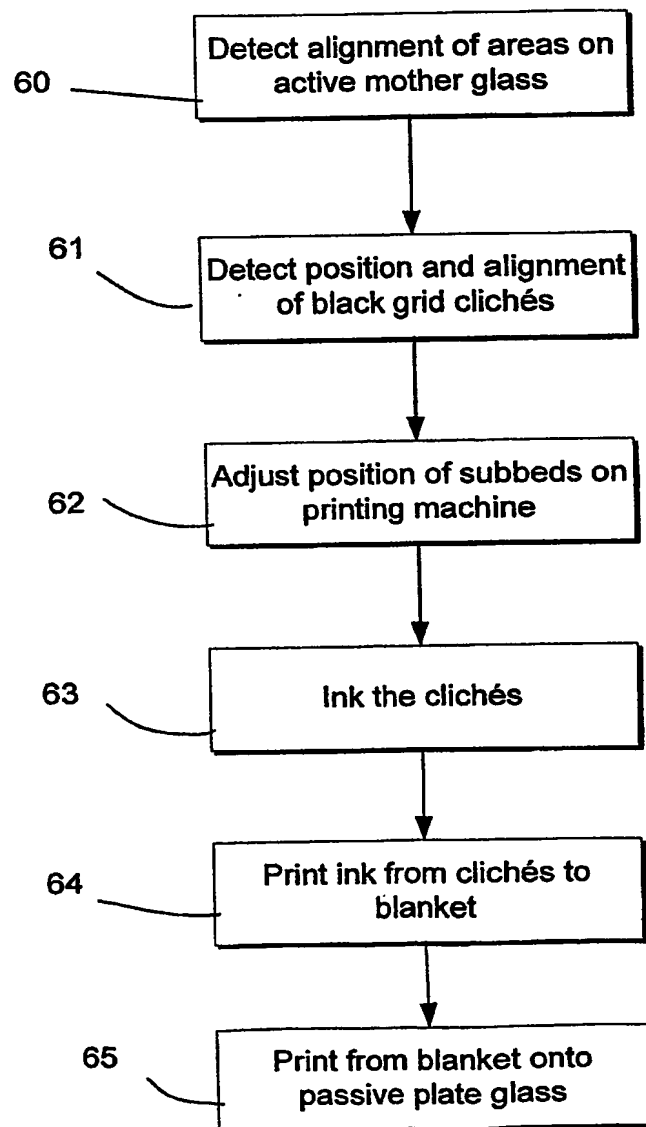 Detect alignment of areas on
active mother glass
60
61
Detect position and alignment
of black grid clichés
Adjust position of subbeds on
printing machine
62
63
Ink the clichés
64
Print ink from clichés to
blanket
65
Print from blanket onto
passive plate glass